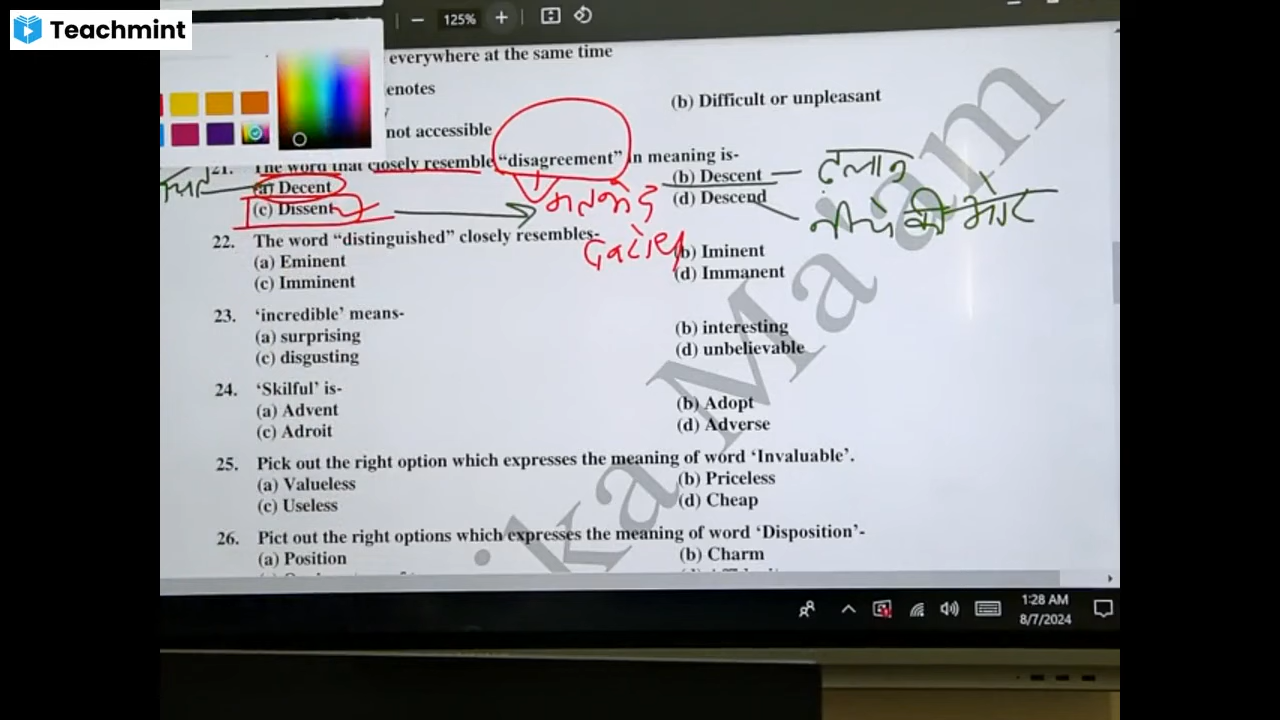 Teachmint
125%
everywhere at the same time
enotes
(b) Difficult or unpleasant
not accessible
21. The word that closely resemble “disagreement” in meaning is-
(a) Decent
(b) Descent
ढलान
(c) Dissent
(d) Descend
मतभेद
नीचे की ओर
22. The word “distinguished” closely resembles-
(a) Eminent
(b) Iminent
(c) Imminent
(d) Immanent
23. ‘incredible’ means-
(a) surprising
(b) interesting
(c) disgusting
(d) unbelievable
24. ‘Skilful’ is-
(a) Advent
(b) Adopt
(c) Adroit
(d) Adverse
25. Pick out the right option which expresses the meaning of word ‘Invaluable’.
(a) Valueless
(b) Priceless
(c) Useless
(d) Cheap
26. Pict out the right options which expresses the meaning of word ‘Disposition’-
(a) Position
(b) Charm
ika Ma'am
1:28 AM
8/7/2024